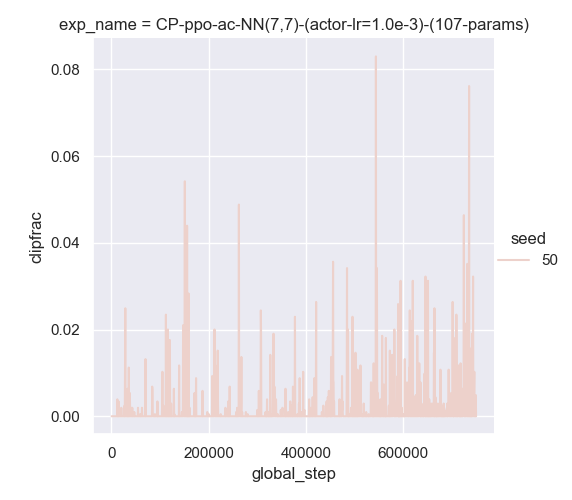 exp_name = CP-ppo-ac-NN(7,7)-(actor-lr=1.0e-3)-(107-params)
0.08
0.06
0.04
0.02
0.00
clipfrac
0
200000
400000
600000
global_step
seed
50